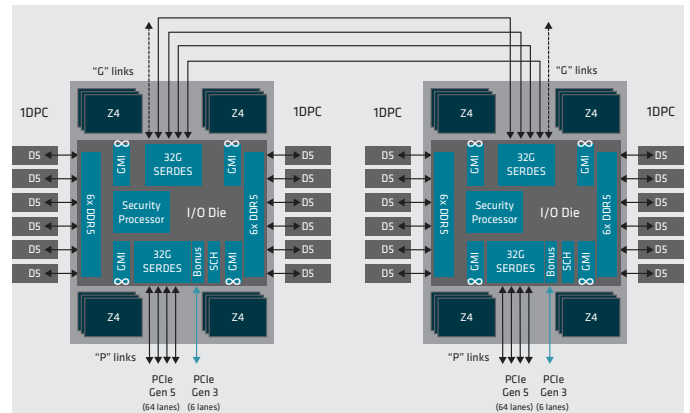 "G" links
"G" links
1DPC
Z4
Z4
1DPC
1DPC
Z4
Z4
1DPC
D5
GMI
32G
SERDES
GMI
D5
D5
GMI
32G
SERDES
GMI
D5
D5
D5
D5
D5
D5
6x DDR5
Security
Processor
I/O Die
6x DDR5
D5
D5
6x DDR5
Security
Processor
I/O Die
6x DDR5
D5
D5
D5
D5
D5
D5
GMI
32G
SERDES
Bonus
SCH
GMI
D5
D5
GMI
32G
SERDES
Bonus
SCH
GMI
D5
D5
D5
D5
D5
Z4
Z4
Z4
Z4
"P" links
"P" links
PCIe
Gen 5
(64 lanes)
PCIe
Gen 3
(6 lanes)
PCIe
Gen 5
(64 lanes)
PCIe
Gen 3
(6 lanes)